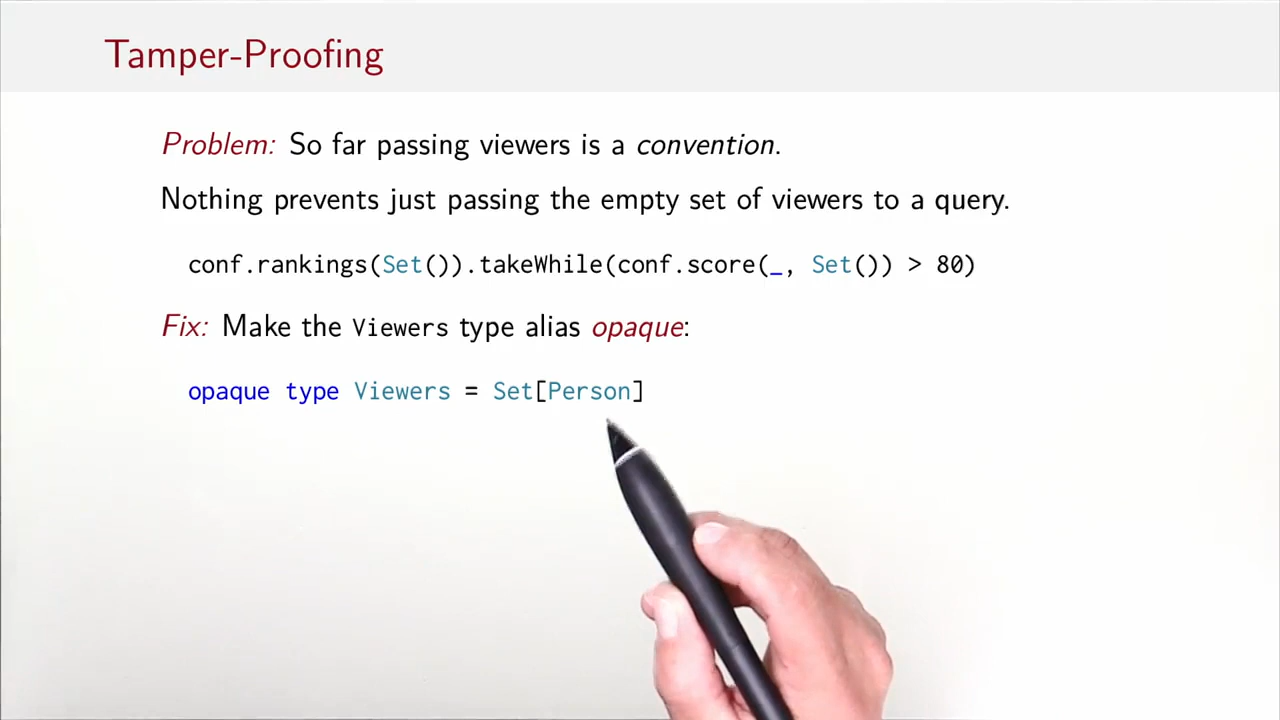 Tamper-Proofing
Problem: So far passing viewers is a convention.
Nothing prevents just passing the empty set of viewers to a query.
conf.rankings(Set()).takeWhile(conf.score(_, Set()) > 80)
Fix: Make the Viewers type alias opaque:
opaque type Viewers = Set[Person]